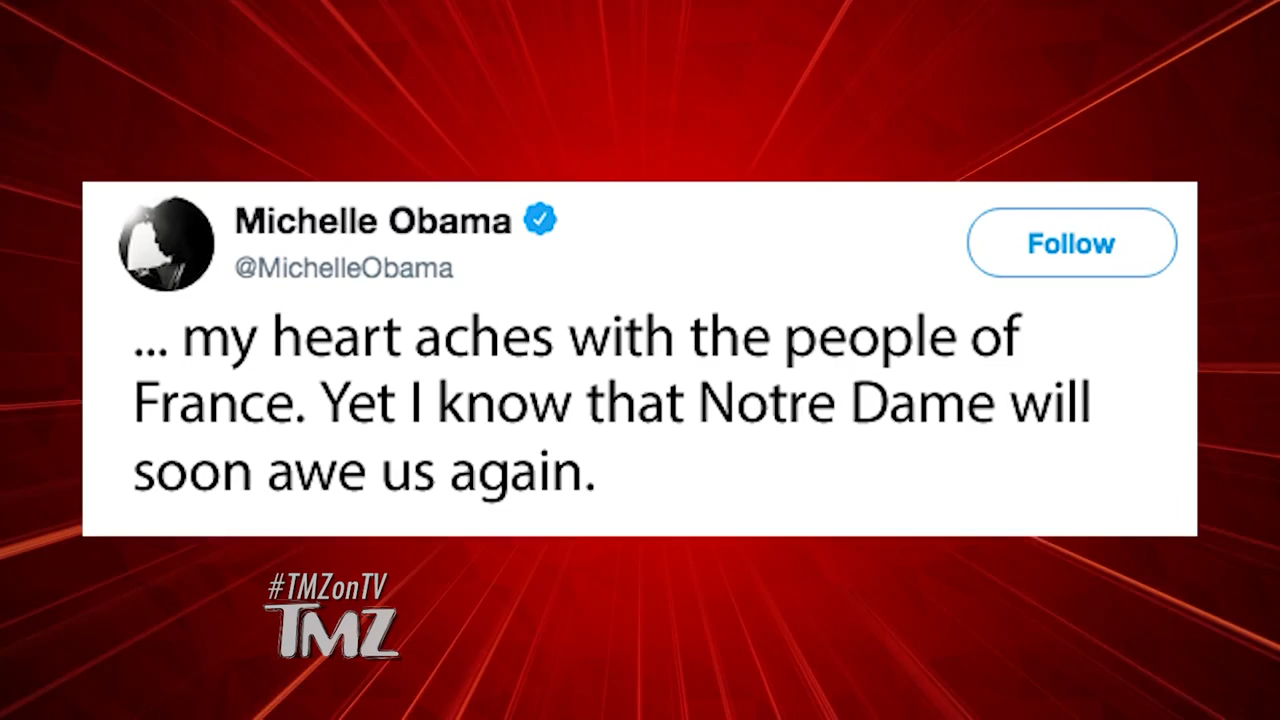 Michelle Obama
@MichelleObama
Follow
... my heart aches with the people of
France. Yet I know that Notre Dame will
soon awe us again.
#TMZonTV
TMZ